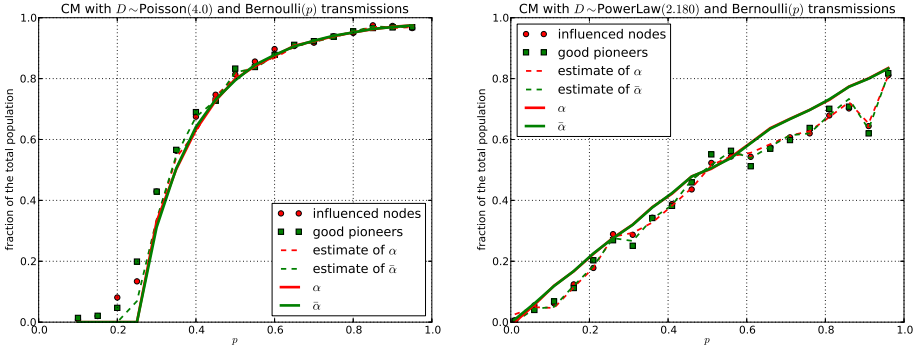 CM with D∼Poisson(4.0) and Bernoulli(p) transmissions
fraction of the total population
1.0
0.8
0.6
0.4
0.2
0.0
influenced nodes
good pioneers
estimate of α
estimate of ᾱ
α
ᾱ
0.0 0.2 0.4 0.6 0.8 1.0
p
CM with D∼PowerLaw(2.180) and Bernoulli(p) transmissions
fraction of the total population
1.0
0.8
0.6
0.4
0.2
0.0
influenced nodes
good pioneers
estimate of α
estimate of ᾱ
α
ᾱ
0.0 0.2 0.4 0.6 0.8 1.0
p